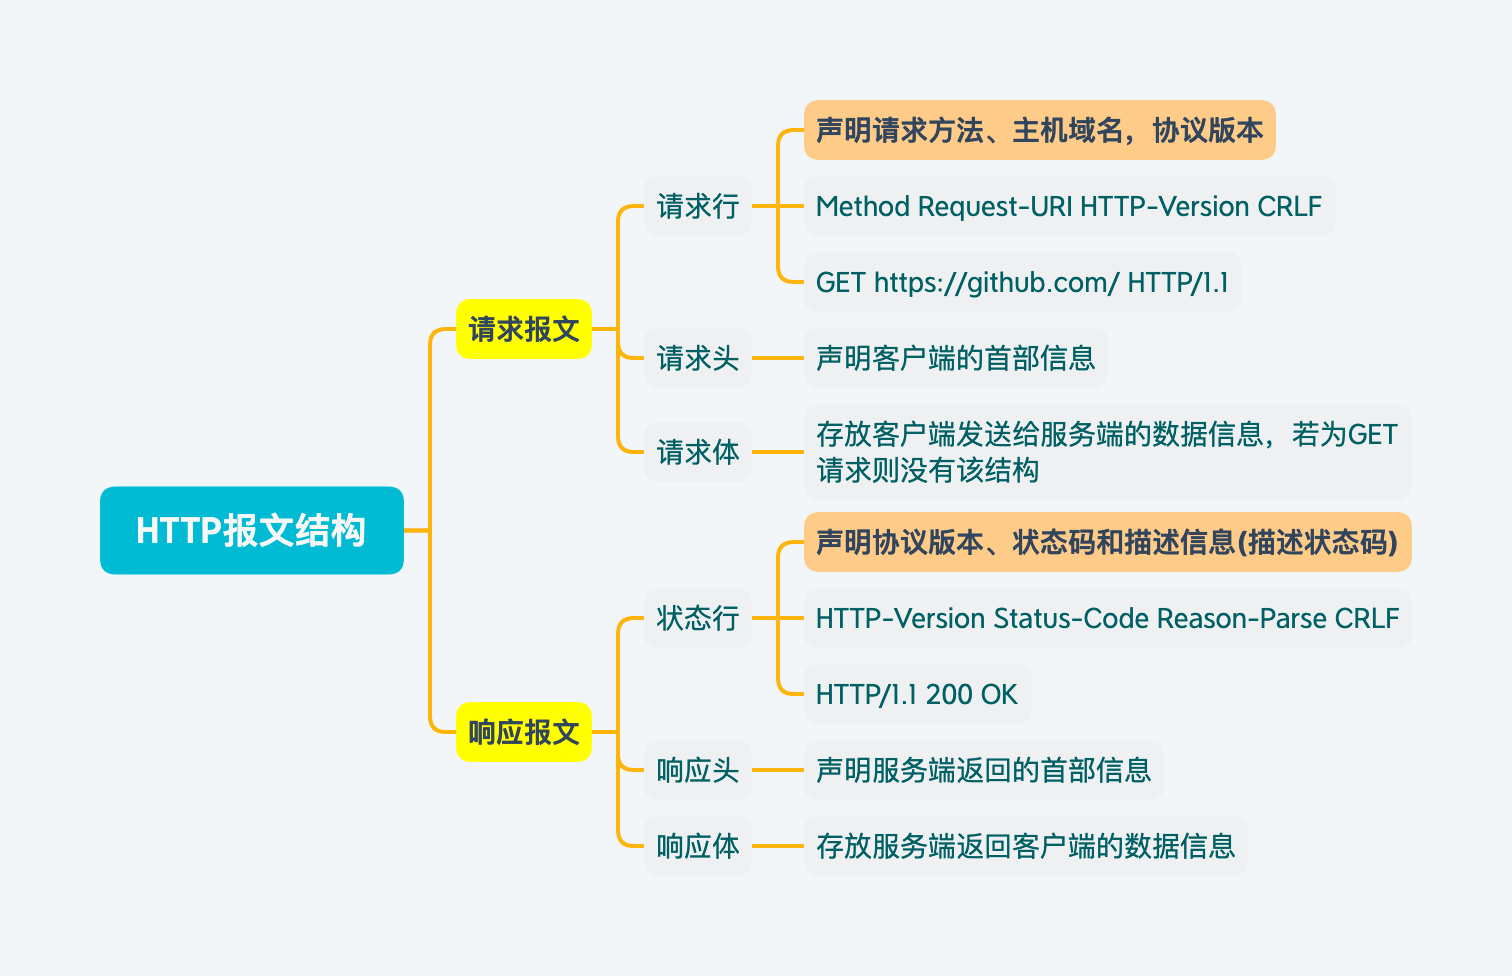 HTTP报文结构
请求报文
请求行
声明请求方法、主机域名，协议版本
Method Request-URI HTTP-Version CRLF
GET https://github.com/ HTTP/1.1
请求头
声明客户端的首部信息
请求体
存放客户端发送给服务端的数据信息，若为GET
请求则没有该结构
响应报文
状态行
声明协议版本、状态码和描述信息(描述状态码)
HTTP-Version Status-Code Reason-Parse CRLF
HTTP/1.1 200 OK
响应头
声明服务端返回的首部信息
响应体
存放服务端返回客户端的数据信息